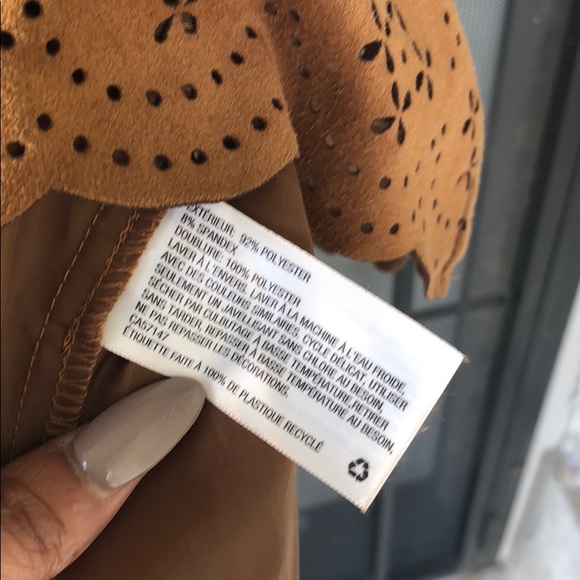 EXTÉRIEUR: 92% POLYESTER
8% SPANDEX
DOUBLURE: 100% POLYESTER
LAVER À L'ENVERS, LAVER À LA MACHINE À L'EAU FROIDE,
AVEC DES COULEURS SIMILAIRES, CYCLE DÉLICAT, UTILISER
SEULEMENT UN JAVELLISANT SANS CHLORE AU BESOIN,
SÉCHER PAR CULBUTAGE À BASSE TEMPÉRATURE, RETIRER
SANS TARDER, REPASSER À BASSE TEMPÉRATURE AU BESOIN,
NE PAS REPASSER LES DÉCORATIONS.
CA57147
ÉTIQUETTE FAITE À 100% DE PLASTIQUE RECYCLÉ